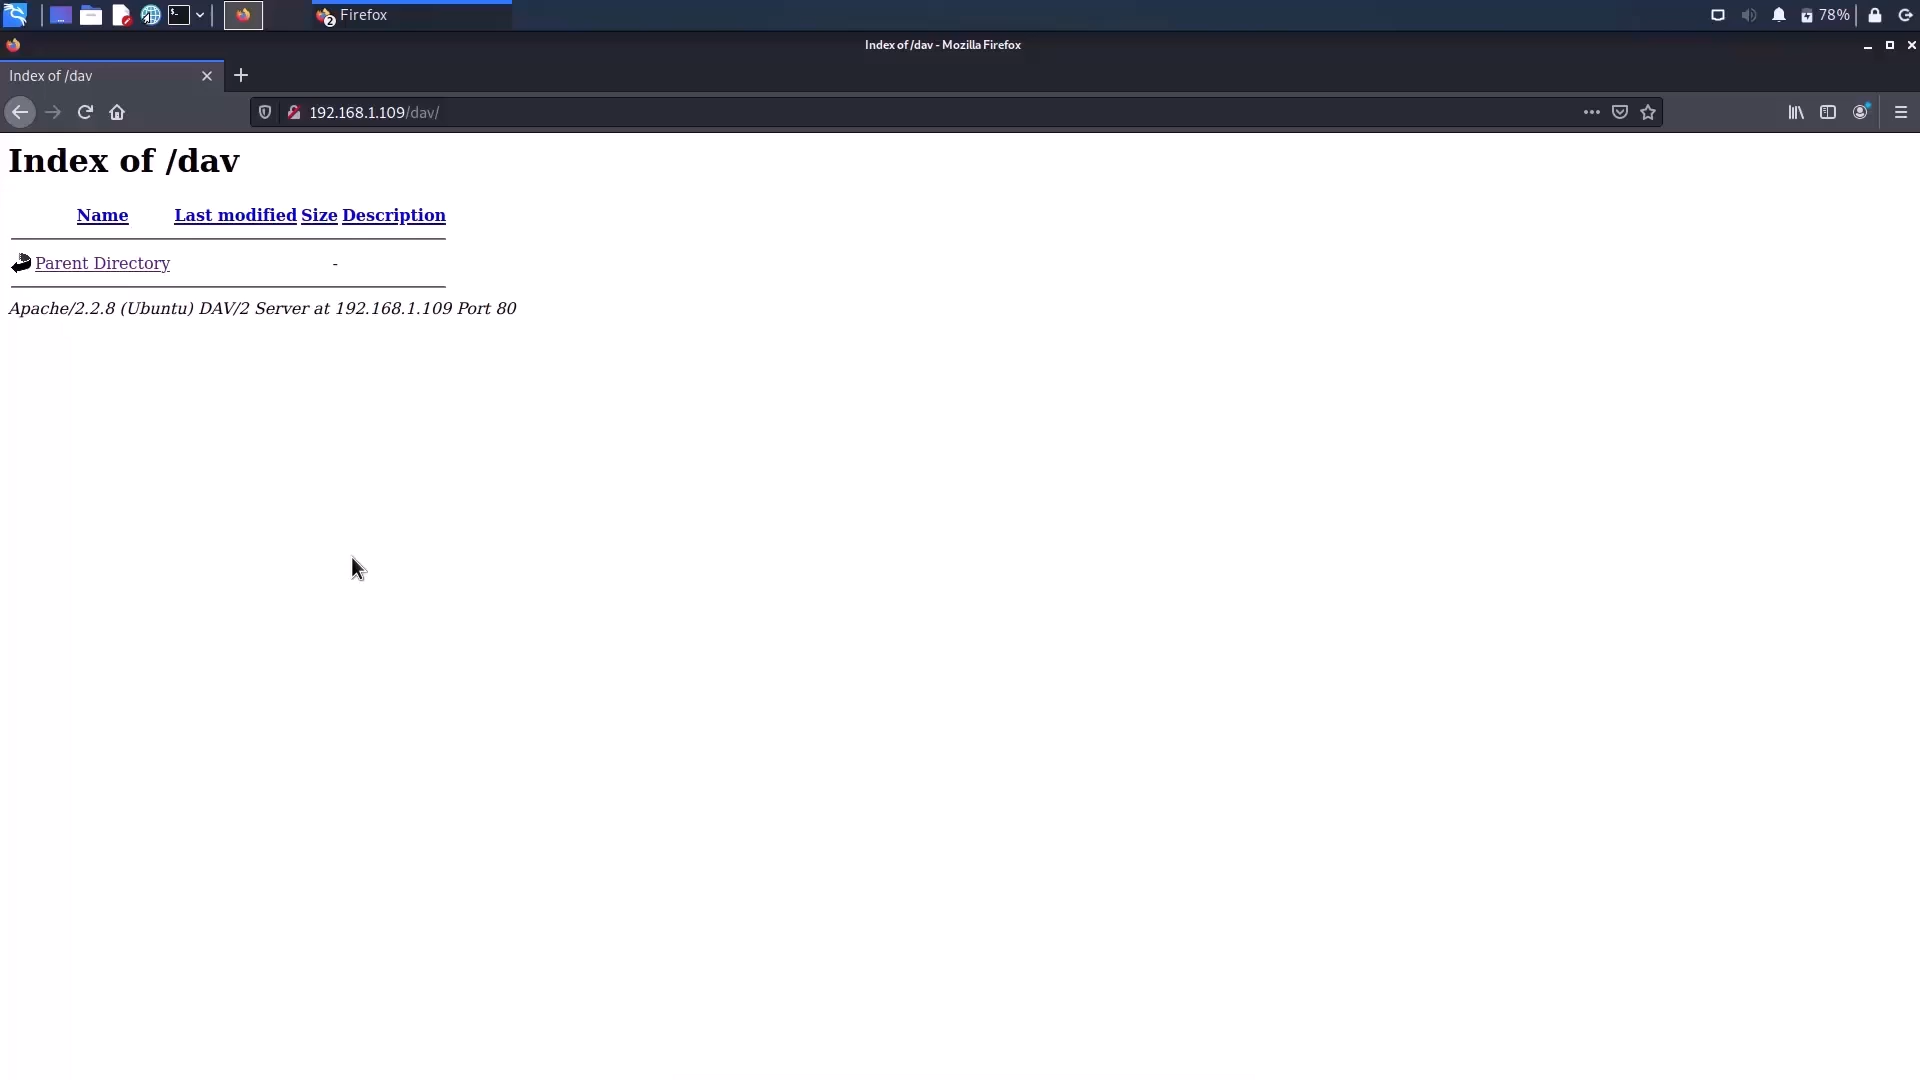 2
Firefox
78%
Index of /dav - Mozilla Firefox
Index of /dav
192.168.1.109/dav/
Index of /dav
Name Last modified Size Description
Parent Directory -
Apache/2.2.8 (Ubuntu) DAV/2 Server at 192.168.1.109 Port 80